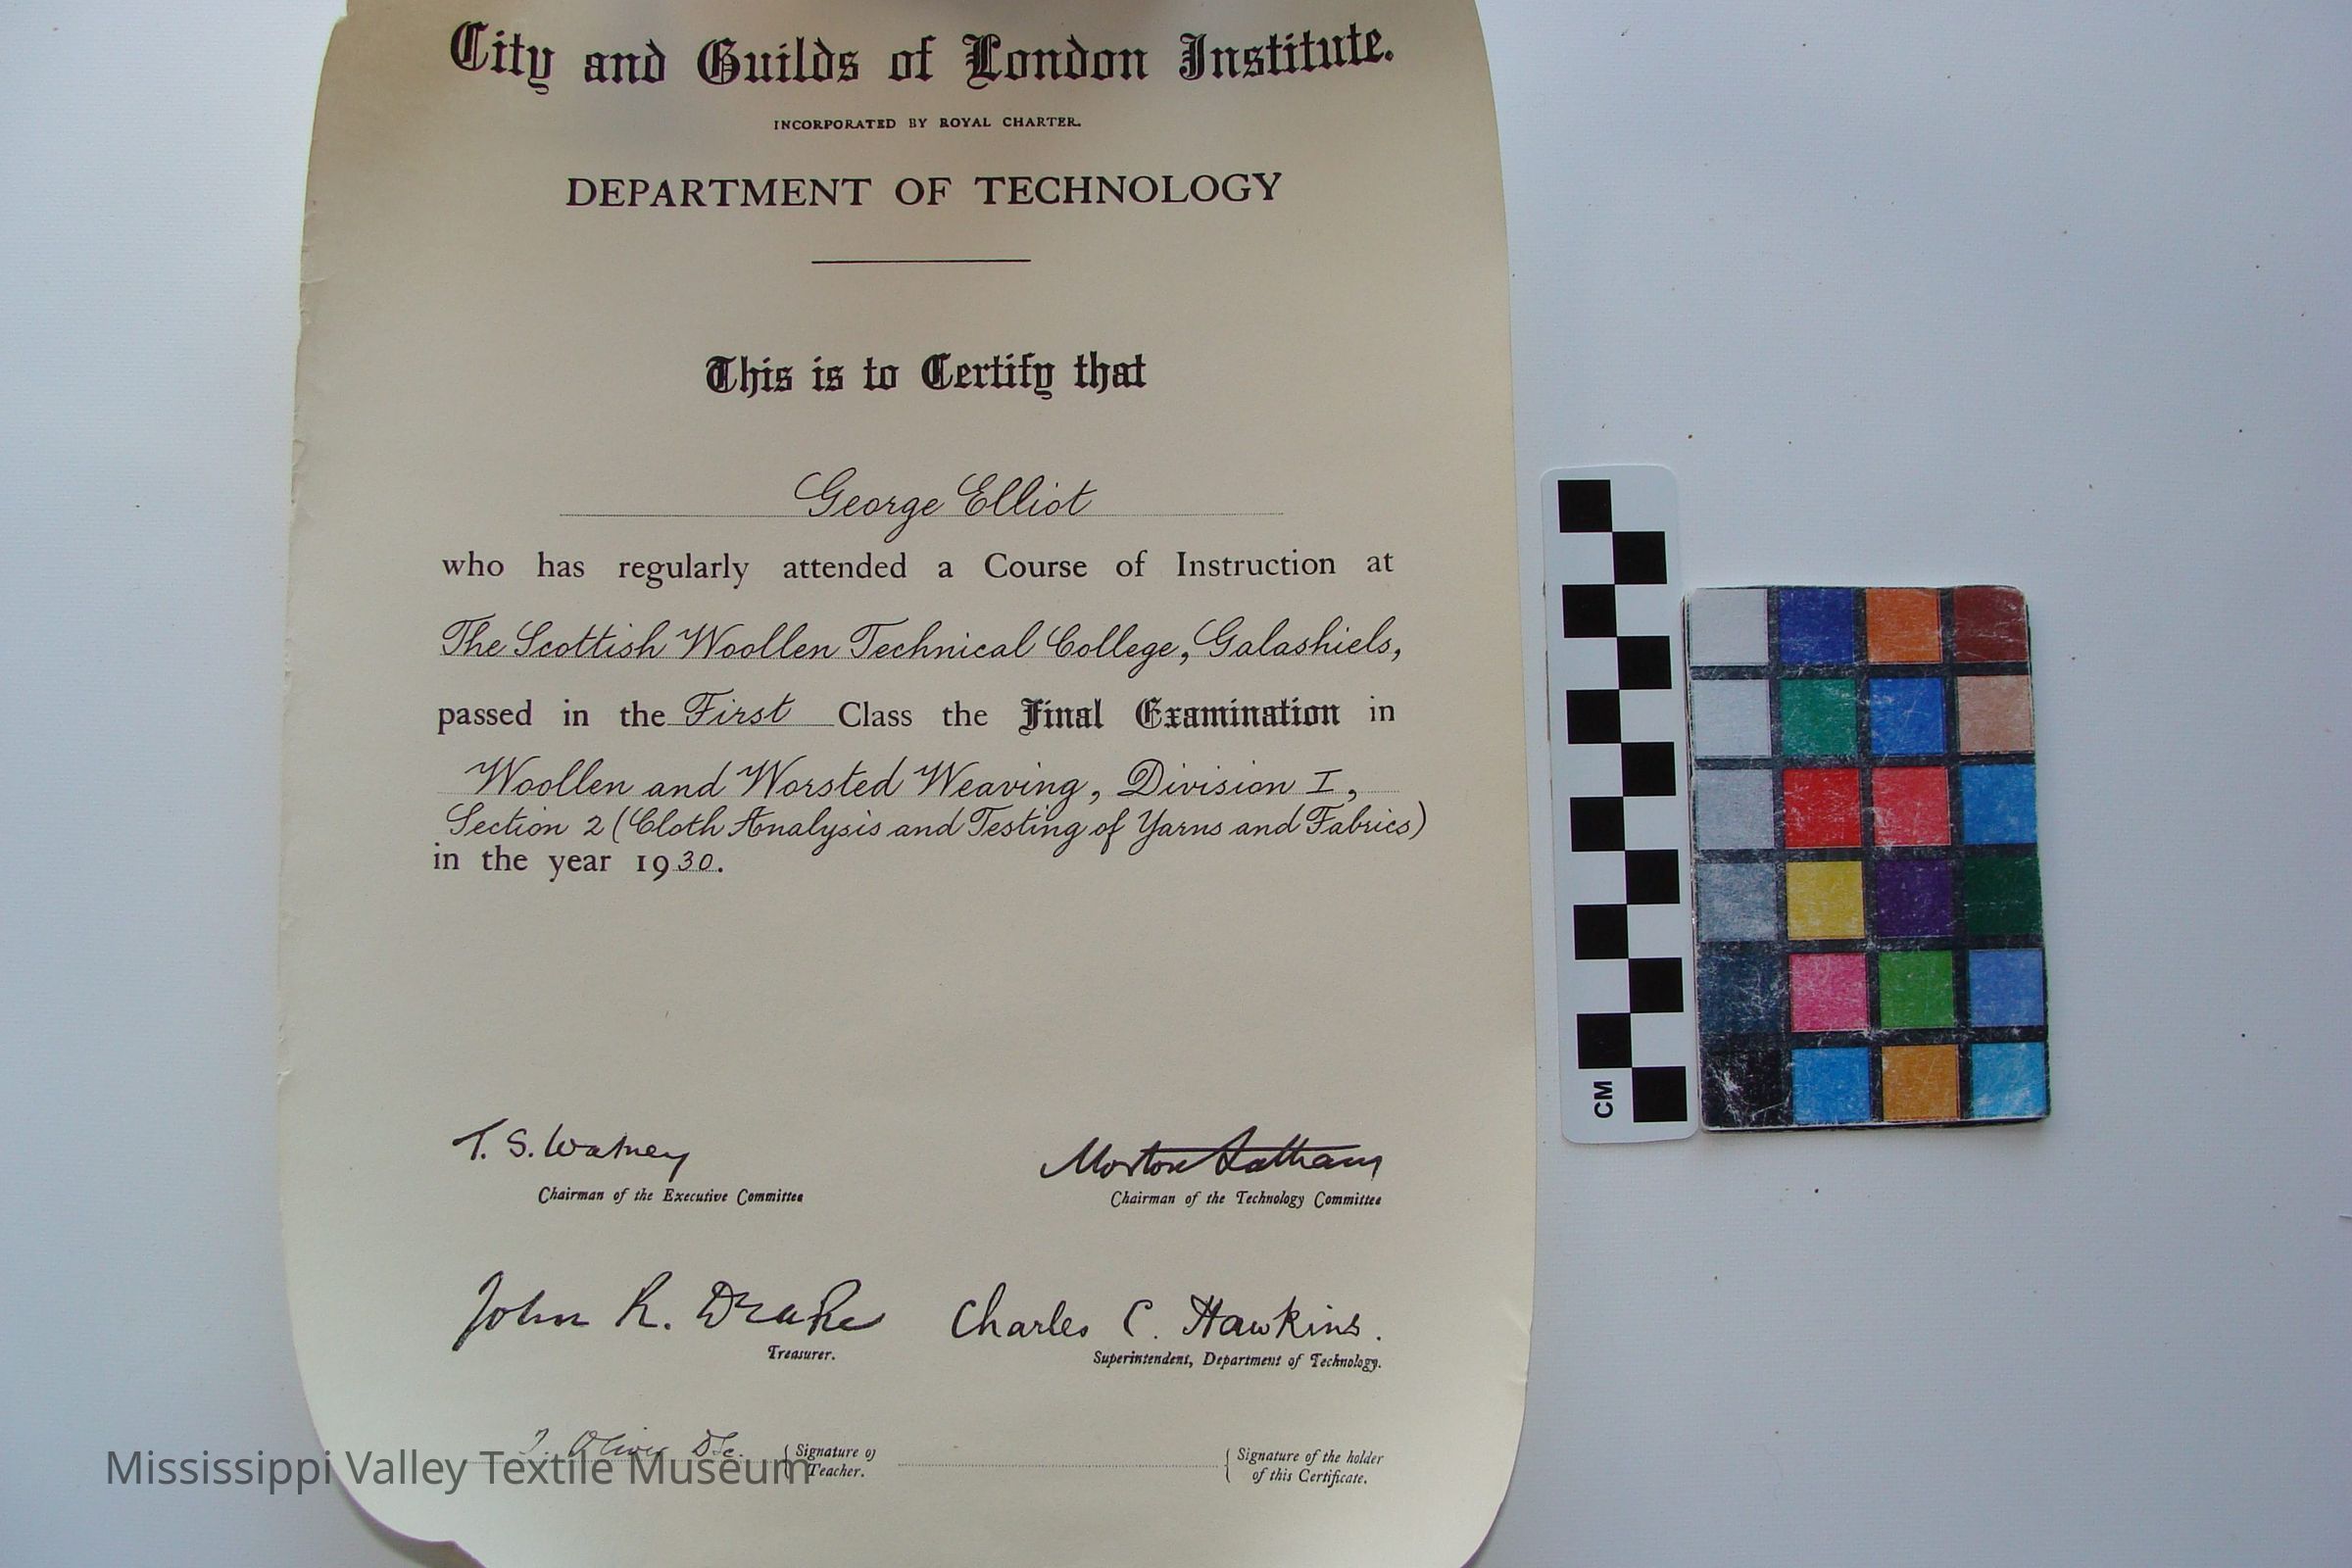 City and Guilds of London Institute.
INCORPORATED BY ROYAL CHARTER.
DEPARTMENT OF TECHNOLOGY
This is to Certify that
George Elliot
who has regularly attended a Course of Instruction at
The Scottish Woollen Technical College, Galashiels,
passed in the First Class the Final Examination in
Woollen and Worsted Weaving, Division I,
Section 2 (Cloth Analysis and Testing of Yarns and Fabrics)
in the year 1930.
T. S. Watney
Chairman of the Executive Committee
Morton Latham
Chairman of the Technology Committee
John R. Drake
Treasurer.
Charles C. Hawkins.
Superintendent, Department of Technology.
T. Oliver
Signature of Teacher.
Signature of the holder
of this Certificate.
Mississippi Valley Textile Museum
CM